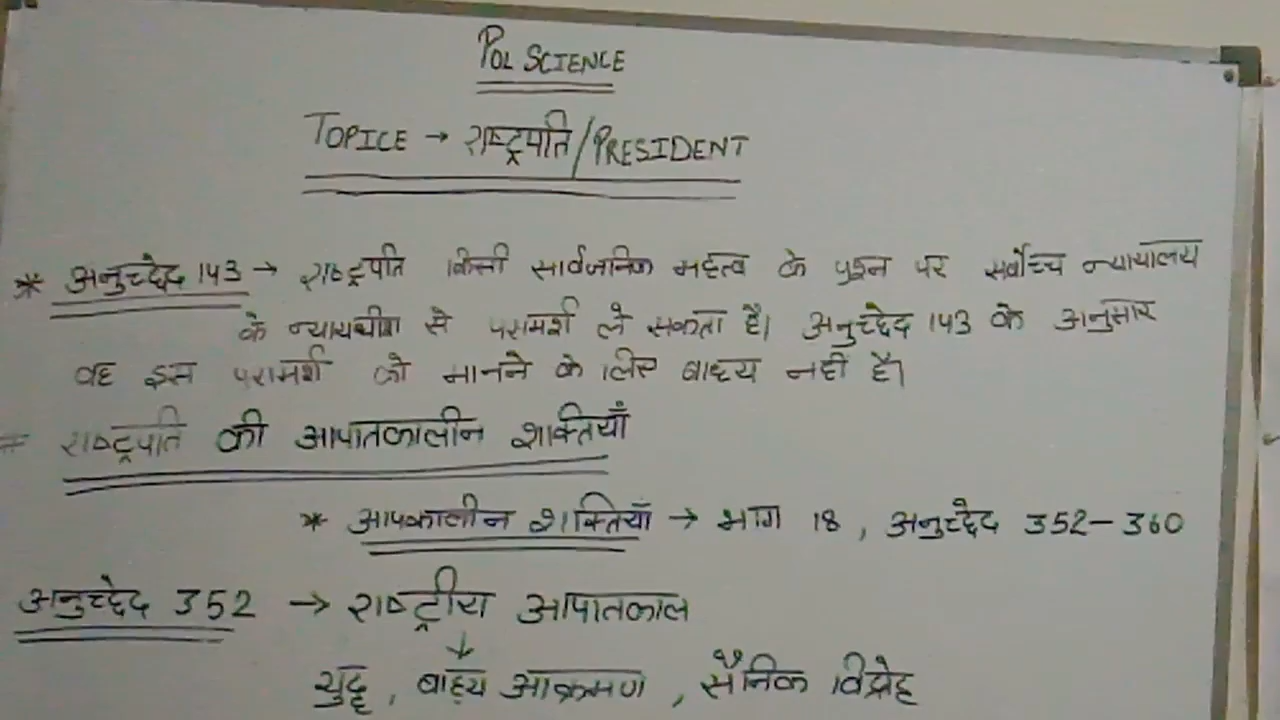 POL SCIENCE
TOPICE → राष्ट्रपति/PRESIDENT
* अनुच्छेद 143 → राष्ट्रपति किसी सार्वजनिक महत्व के प्रश्न पर सर्वोच्च न्यायालय
के न्यायधीश से परामर्श ले सकता है। अनुच्छेद 143 के अनुसार
वह इस परामर्श को मानने के लिए बाध्य नहीं है।
# राष्ट्रपति की आपातकालीन शक्तियाँ
* आपकालीन शक्तियाँ → भाग 18, अनुच्छेद 352-360
अनुच्छेद 352 → राष्ट्रीय आपातकाल
↓
युद्ध, बाह्य आक्रमण, सैनिक विद्रोह